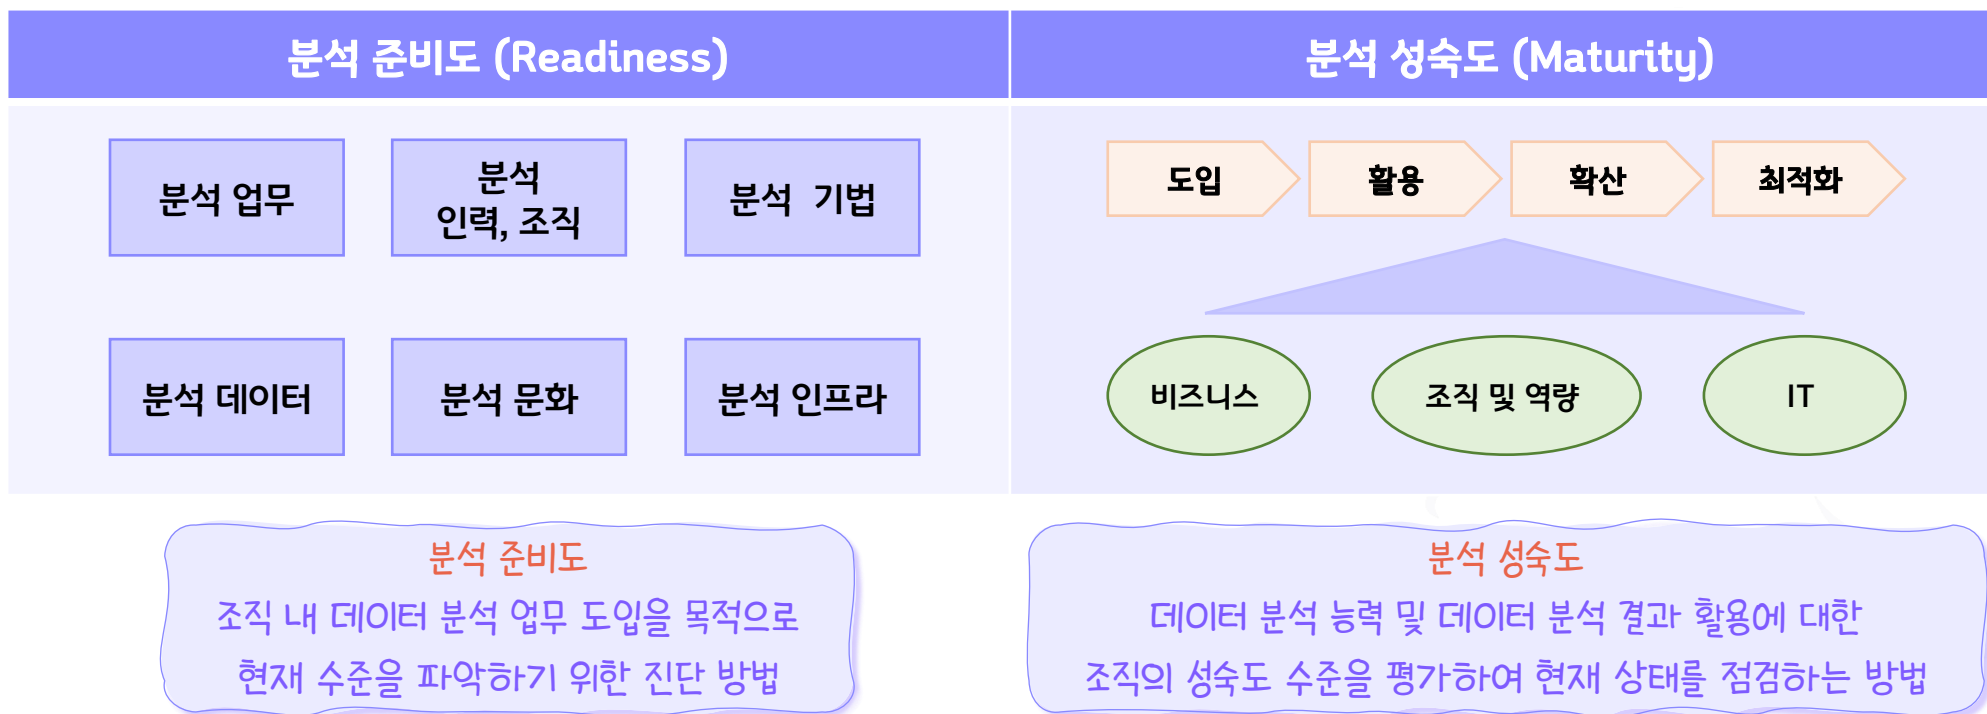 분석 준비도 (Readiness)
분석 성숙도 (Maturity)
분석 업무
분석
인력, 조직
분석 기법
분석 데이터
분석 문화
분석 인프라
도입
활용
확산
최적화
비즈니스
조직 및 역량
IT
분석 준비도
조직 내 데이터 분석 업무 도입을 목적으로
현재 수준을 파악하기 위한 진단 방법
분석 성숙도
데이터 분석 능력 및 데이터 분석 결과 활용에 대한
조직의 성숙도 수준을 평가하여 현재 상태를 점검하는 방법